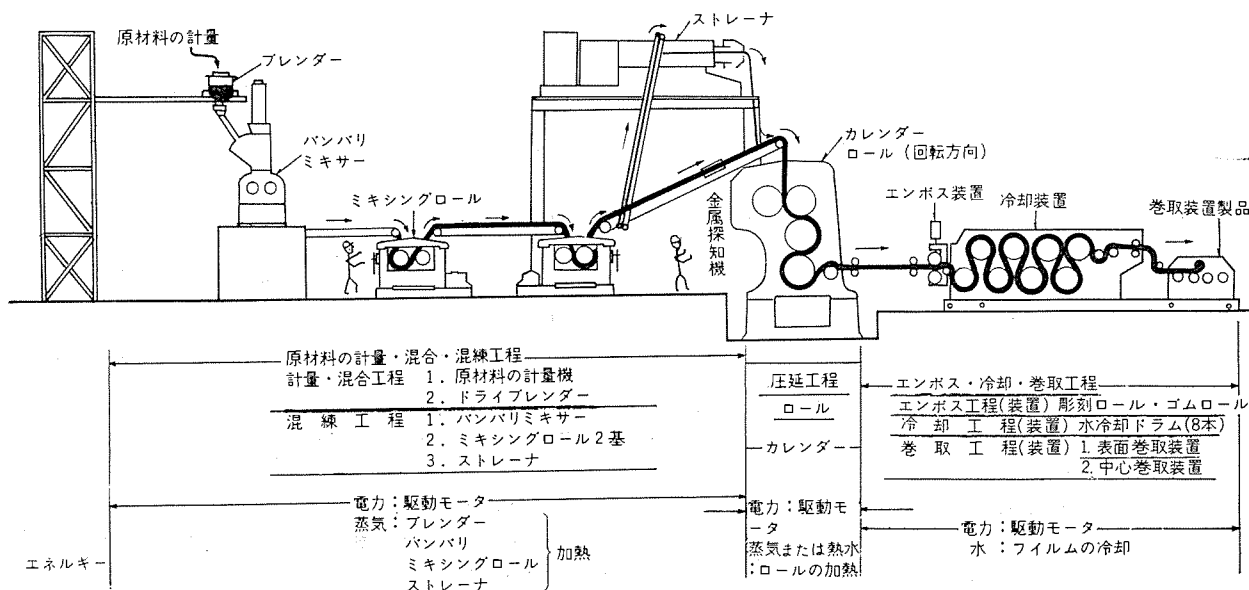 原材料の計量
ブレンダー
バンバリ
ミキサー
ミキシングロール
ストレーナ
金属探知機
カレンダー
ロール（回転方向）
エンボス装置
冷却装置
巻取装置製品
原材料の計量・混合・混練工程
計量・混合工程 1. 原材料の計量機
2. ドライブレンダー
混練工程 1. バンバリミキサー
2. ミキシングロール2基
3. ストレーナ
圧延工程
ロール
カレンダー
エンボス・冷却・巻取工程
エンボス工程(装置) 彫刻ロール・ゴムロール
冷却工程(装置) 水冷却ドラム(8本)
巻取工程(装置) 1. 表面巻取装置
2. 中心巻取装置
エネルギー
電力：駆動モータ
蒸気：ブレンダー
バンバリ
ミキシングロール
ストレーナ
加熱
電力：駆動モ
ータ
蒸気または熱水
：ロールの加熱
電力：駆動モータ
水：フイルムの冷却